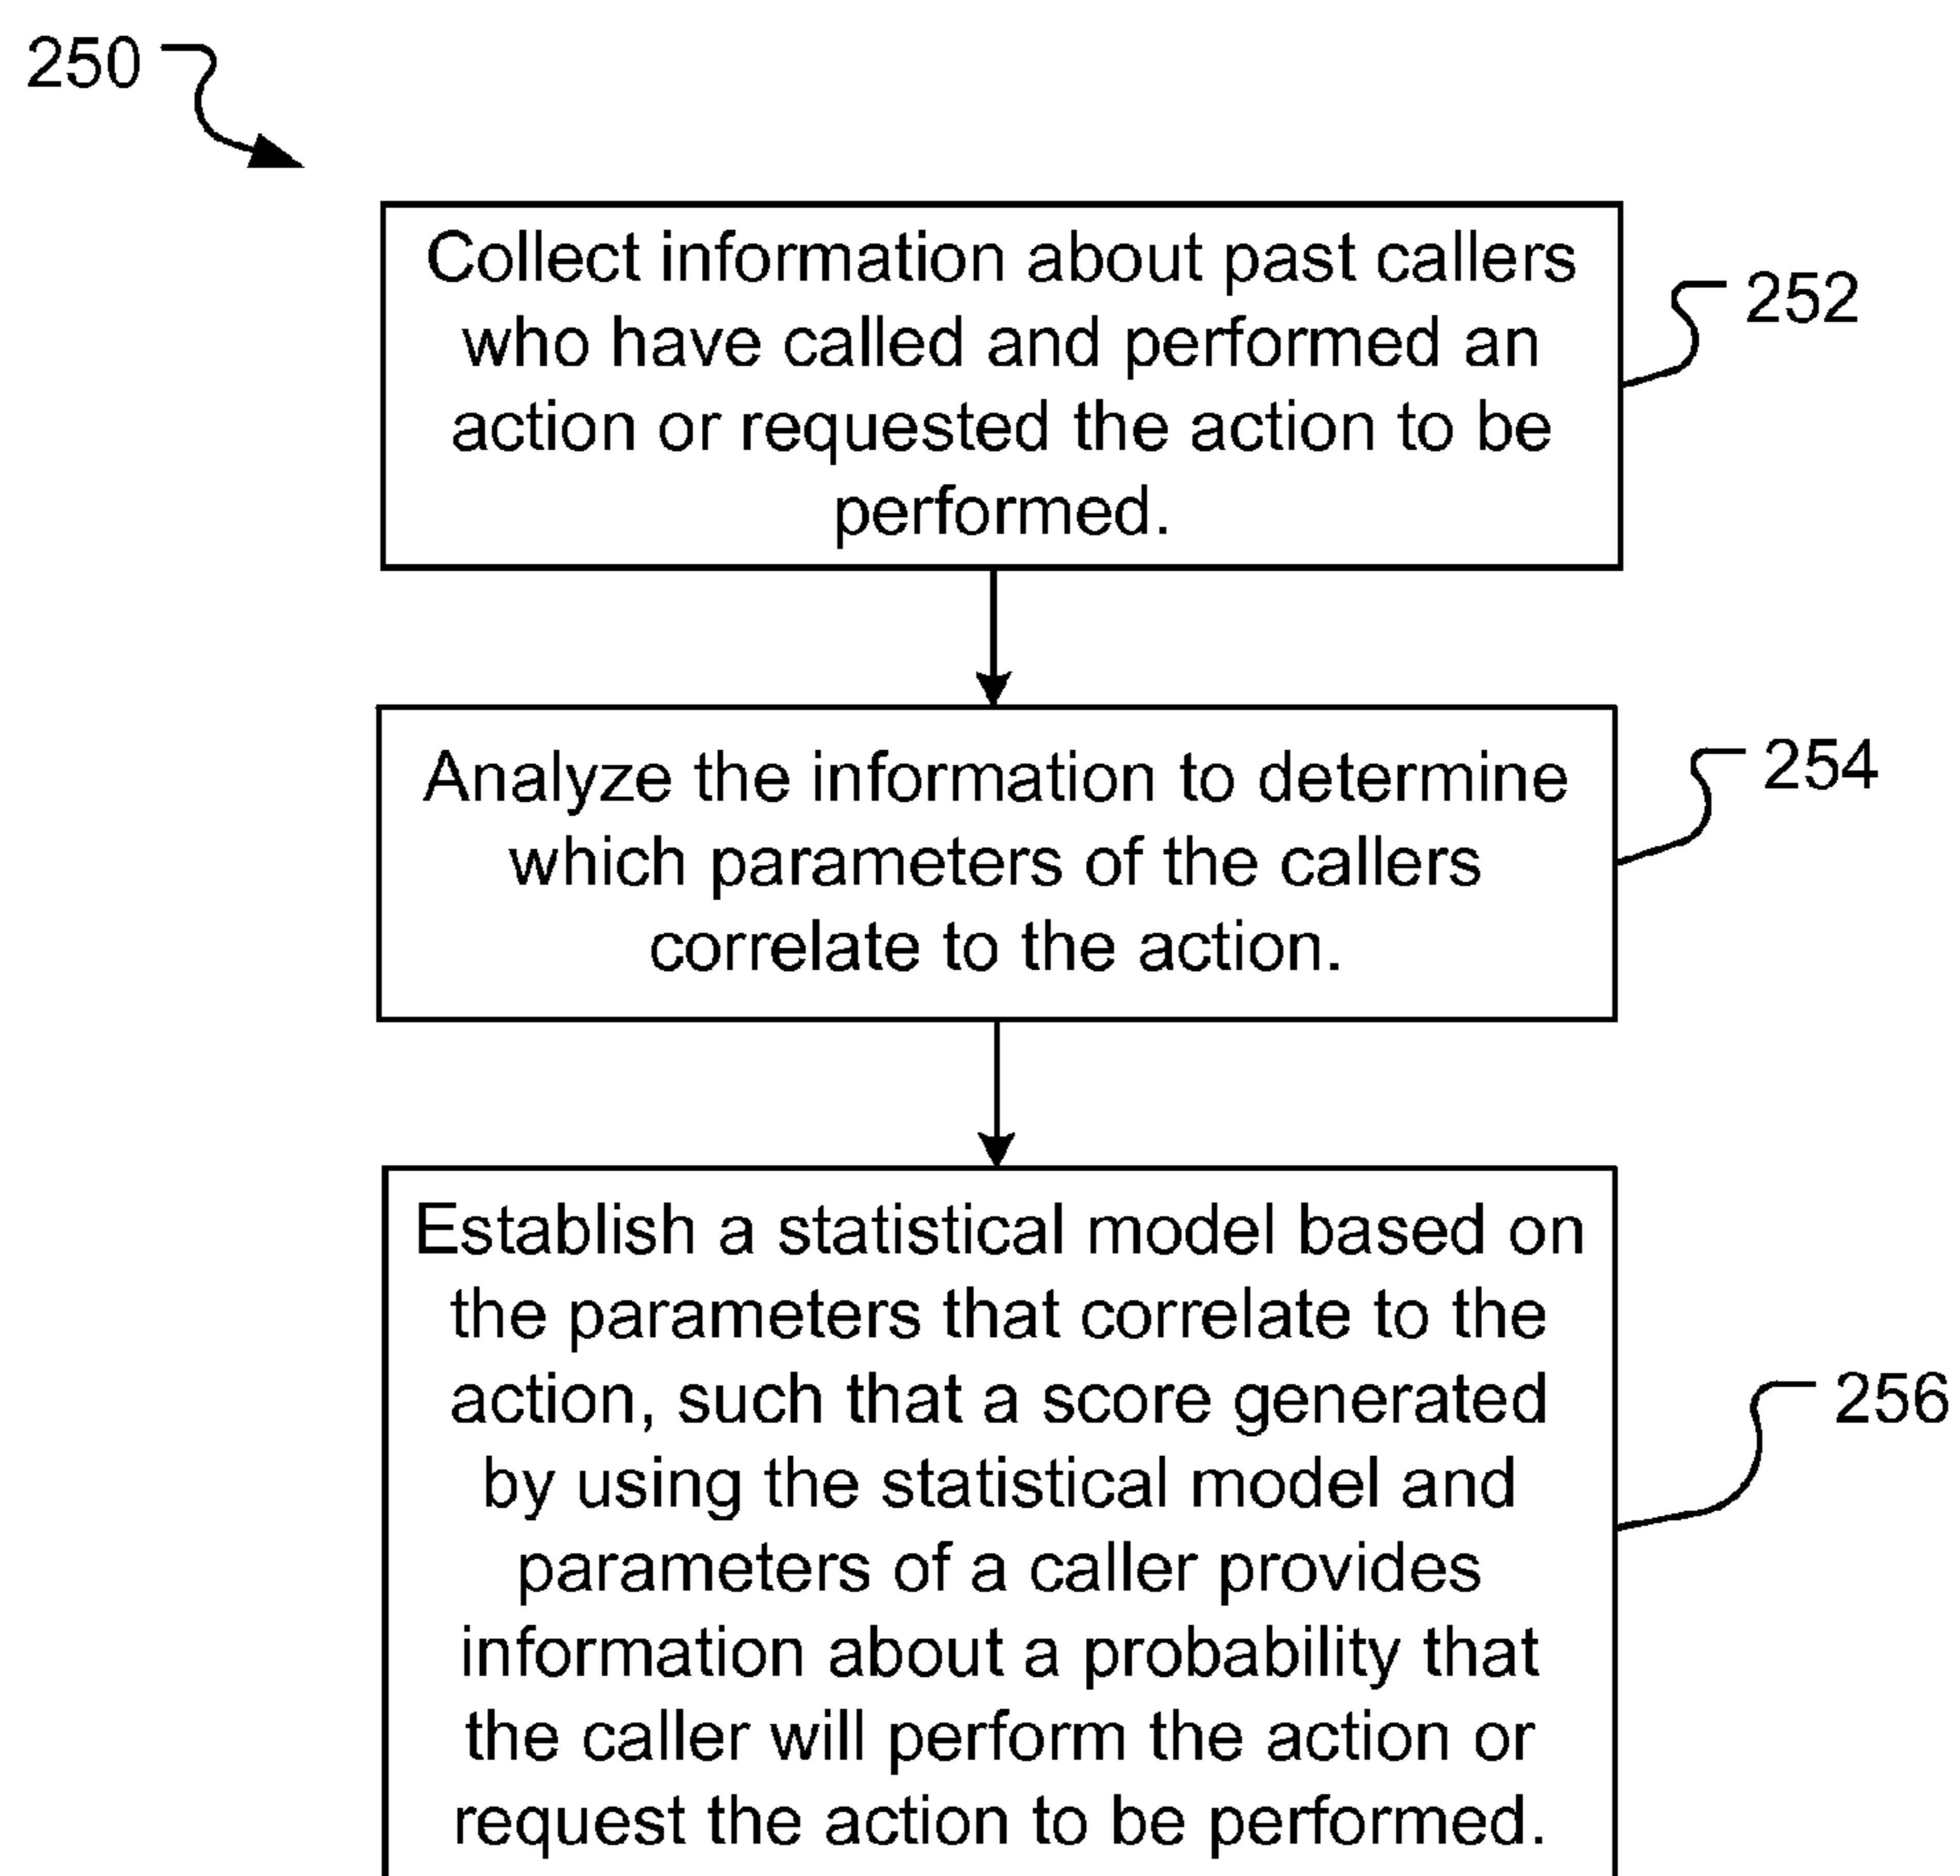 250
Collect information about past callers
who have called and performed an
action or requested the action to be
performed.
252
Analyze the information to determine
which parameters of the callers
correlate to the action.
254
Establish a statistical model based on
the parameters that correlate to the
action, such that a score generated
by using the statistical model and
parameters of a caller provides
information about a probability that
the caller will perform the action or
request the action to be performed.
256